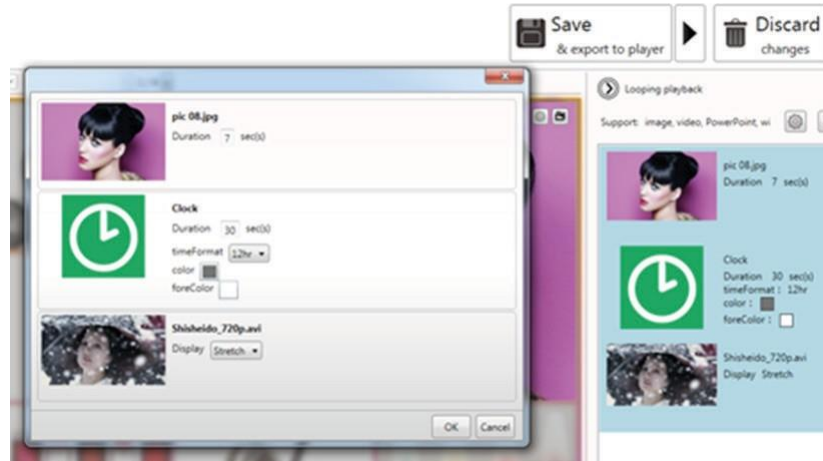 Save
& export to player
Discard
changes
pic 08.jpg
Duration 7 sec(s)
Clock
Duration 30 sec(s)
timeFormat 12hr
color
foreColor
Shisheido_720p.avi
Display Stretch
OK Cancel
Looping playback
Support: image, video, PowerPoint, wi
pic 08.jpg
Duration 7 sec(s)
Clock
Duration 30 sec(s)
timeFormat : 12hr
color :
foreColor :
Shisheido_720p.avi
Display Stretch